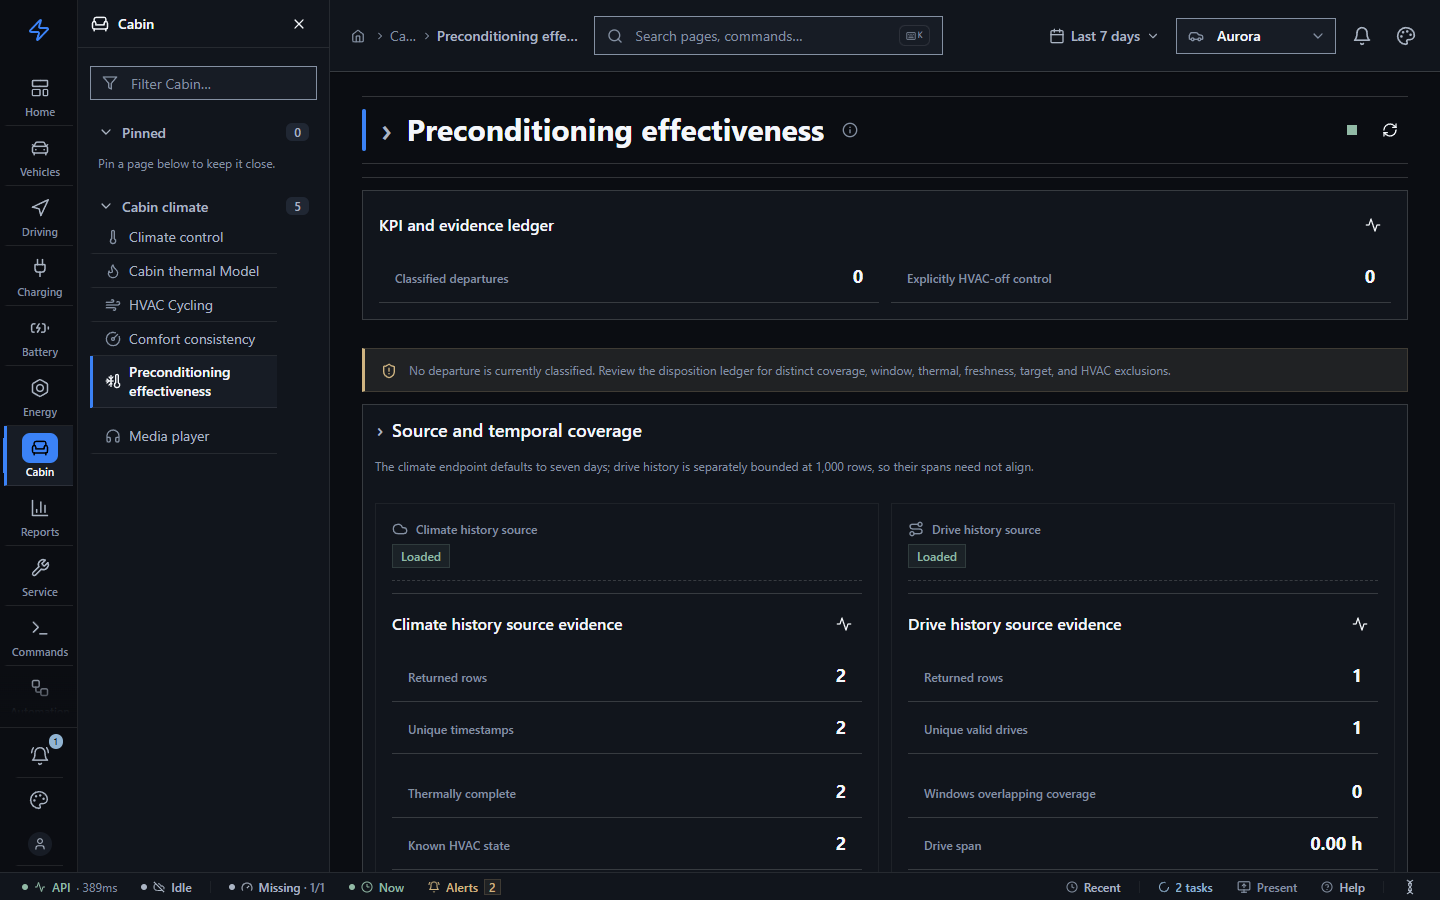 Home
Vehicles
Driving
Charging
Battery
Energy
Cabin
Reports
Service
Commands
1
Cabin
Filter Cabin...
Pinned 0
Pin a page below to keep it close.
Cabin climate 5
Climate control
Cabin thermal Model
HVAC Cycling
Comfort consistency
Preconditioning
effectiveness
Media player
Ca... Preconditioning effe...
Search pages, commands... K
Last 7 days
Aurora
Preconditioning effectiveness
KPI and evidence ledger
Classified departures 0
Explicitly HVAC-off control 0
No departure is currently classified. Review the disposition ledger for distinct coverage, window, thermal, freshness, target, and HVAC exclusions.
Source and temporal coverage
The climate endpoint defaults to seven days; drive history is separately bounded at 1,000 rows, so their spans need not align.
Climate history source
Loaded
Climate history source evidence
Returned rows 2
Unique timestamps 2
Thermally complete 2
Known HVAC state 2
Drive history source
Loaded
Drive history source evidence
Returned rows 1
Unique valid drives 1
Windows overlapping coverage 0
Drive span 0.00 h
API · 389ms
Idle
Missing · 1/1
Now
Alerts 2
Recent
2 tasks
Present
Help